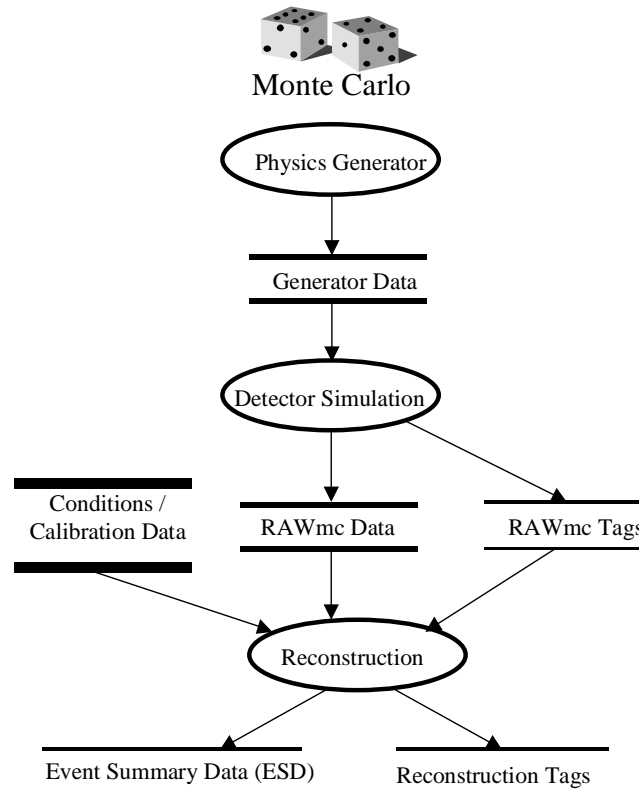 Monte Carlo
Physics Generator
Generator Data
Detector Simulation
Conditions /
Calibration Data
RAWmc Data
RAWmc Tags
Reconstruction
Event Summary Data (ESD)
Reconstruction Tags